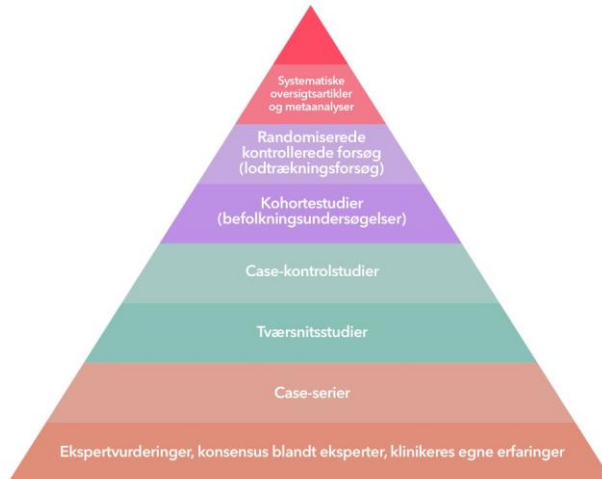 Systematiske
oversigtsartikler
og metaanalyser
Randomiserede
kontrollerede forsøg
(lodtrækningsforsøg)
Kohortestudier
(befolkningsundersøgelser)
Case-kontrolstudier
Tværsnitsstudier
Case-serier
Ekspertvurderinger, konsensus blandt eksperter, klinikeres egne erfaringer